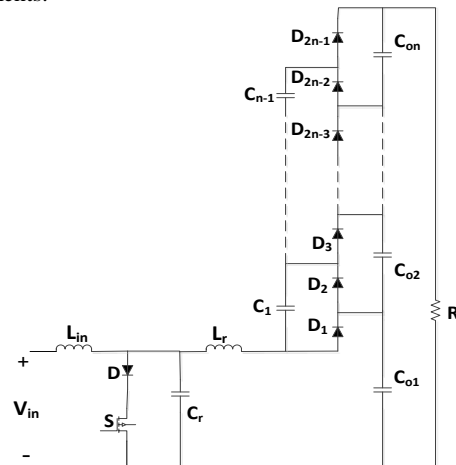 ments.
D2n-1
Con
D2n-2
Cn-1
D2n-3
D3
Co2
D2
C1
R
D1
Lin
Lr
+
D
Co1
Vin
Cr
S
-